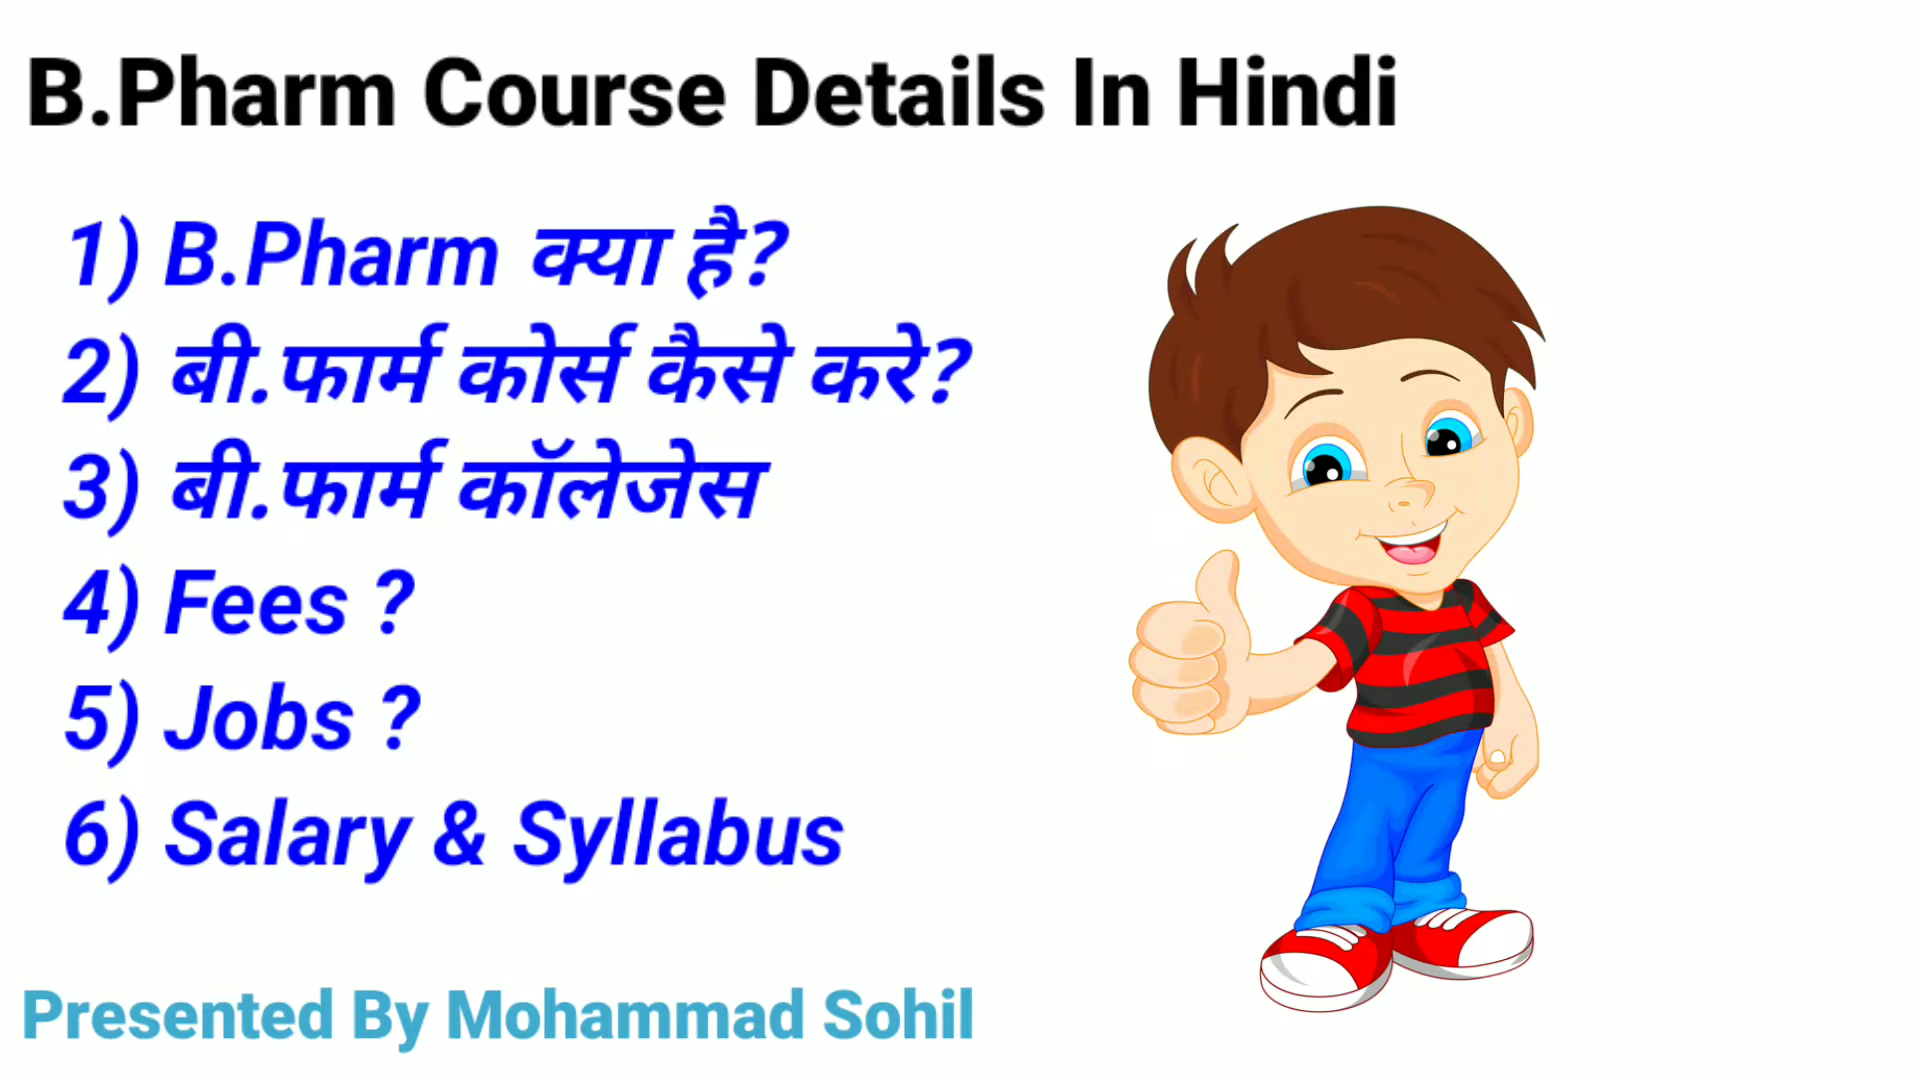 B.Pharm Course Details In Hindi
1) B.Pharm क्या है?
2) बी.फार्म कोर्स कैसे करे?
3) बी.फार्म कॉलेजेस
4) Fees ?
5) Jobs ?
6) Salary & Syllabus
Presented By Mohammad Sohil